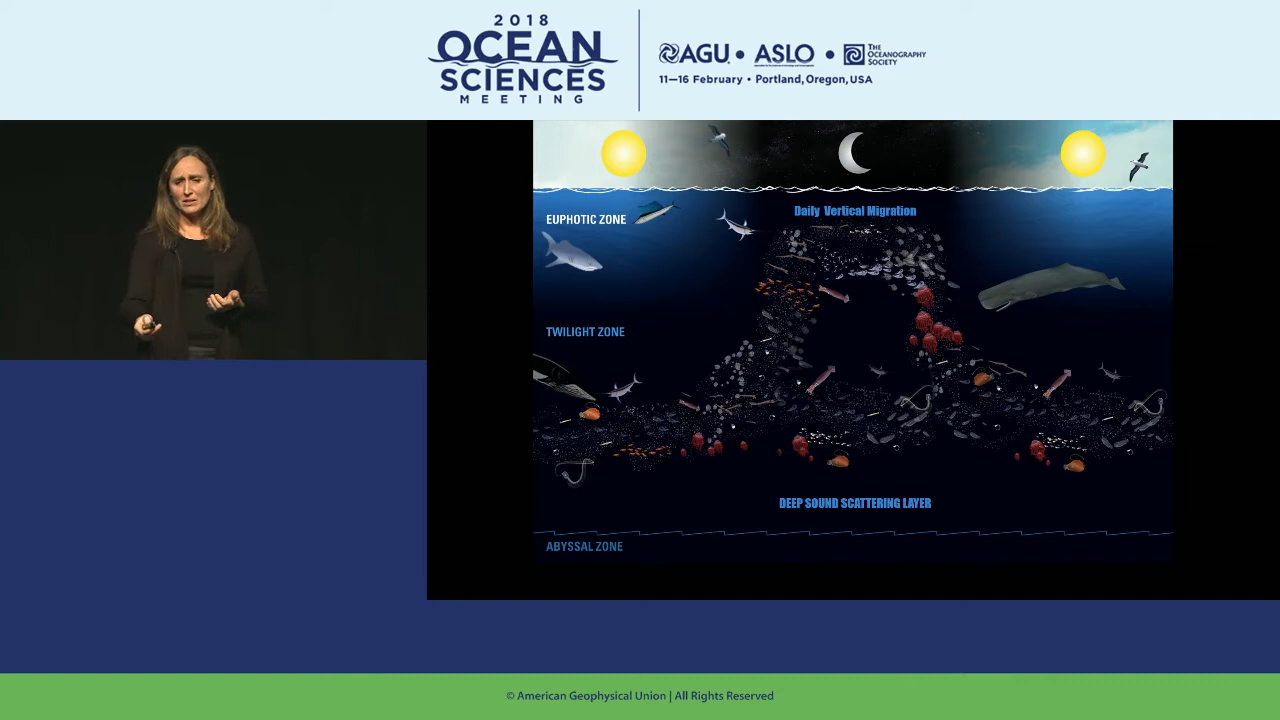 2018
OCEAN
SCIENCES
MEETING
AGU • ASLO • THE OCEANOGRAPHY SOCIETY
11—16 February • Portland, Oregon, USA
Daily Vertical Migration
EUPHOTIC ZONE
TWILIGHT ZONE
DEEP SOUND SCATTERING LAYER
ABYSSAL ZONE
© American Geophysical Union | All Rights Reserved